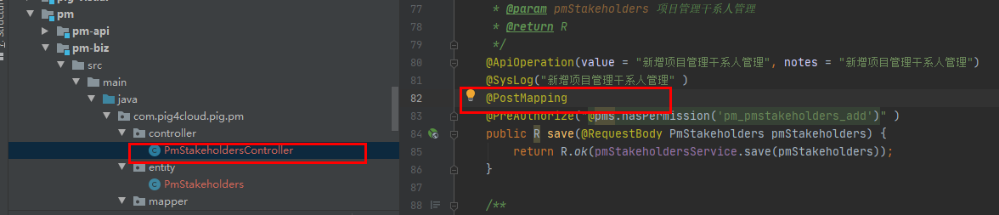 pm
pm-api
pm-biz
src
main
java
com.pig4cloud.pig.pm
controller
PmStakeholdersController
entity
PmStakeholders
mapper
77 * @param pmStakeholders 项目管理干系人管理
78 * @return R
79 */
80 @ApiOperation(value = "新增项目管理干系人管理", notes = "新增项目管理干系人管理")
81 @SysLog("新增项目管理干系人管理" )
82 @PostMapping
83 @PreAuthorize("@pms.hasPermission('pm_pmstakeholders_add')" )
84 public R save(@RequestBody PmStakeholders pmStakeholders) {
85 return R.ok(pmStakeholdersService.save(pmStakeholders));
86 }
87
88 /**